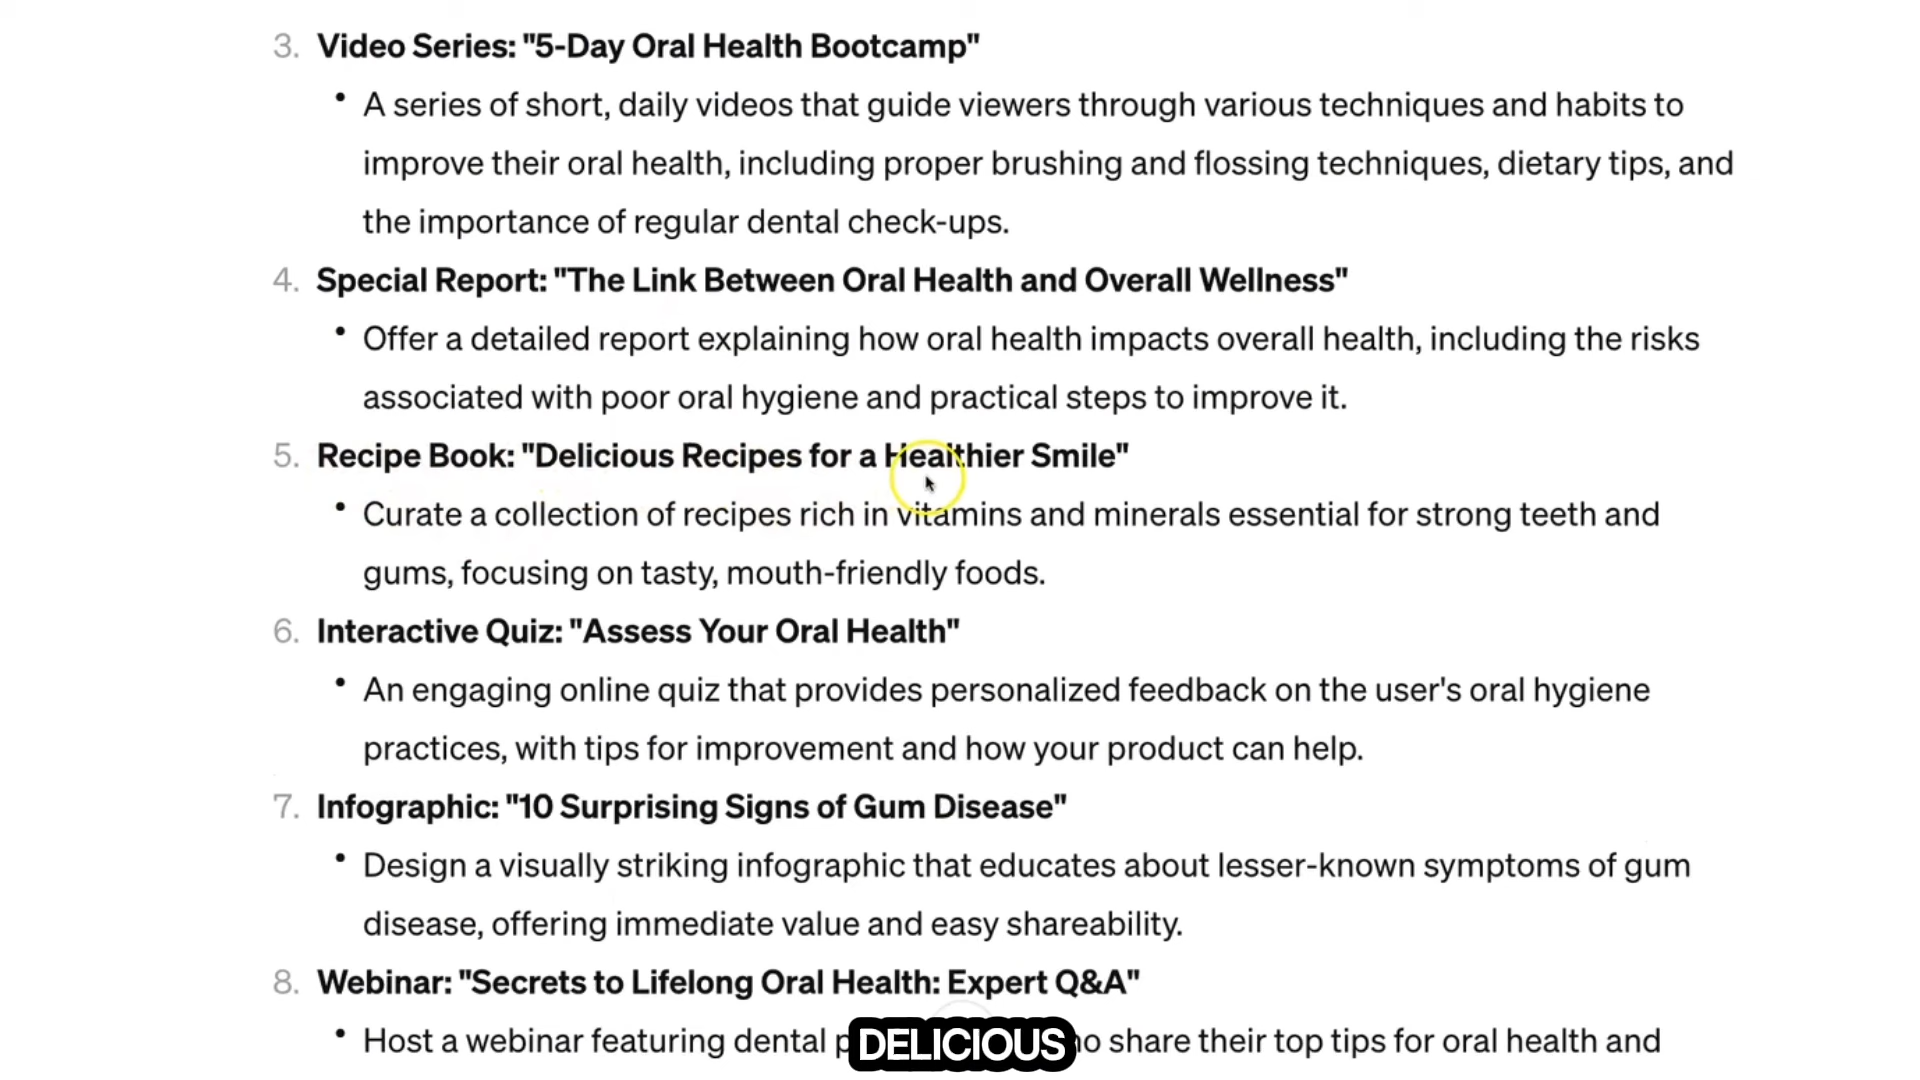 3. Video Series: "5-Day Oral Health Bootcamp"
• A series of short, daily videos that guide viewers through various techniques and habits to
improve their oral health, including proper brushing and flossing techniques, dietary tips, and
the importance of regular dental check-ups.
4. Special Report: "The Link Between Oral Health and Overall Wellness"
• Offer a detailed report explaining how oral health impacts overall health, including the risks
associated with poor oral hygiene and practical steps to improve it.
5. Recipe Book: "Delicious Recipes for a Healthier Smile"
• Curate a collection of recipes rich in vitamins and minerals essential for strong teeth and
gums, focusing on tasty, mouth-friendly foods.
6. Interactive Quiz: "Assess Your Oral Health"
• An engaging online quiz that provides personalized feedback on the user's oral hygiene
practices, with tips for improvement and how your product can help.
7. Infographic: "10 Surprising Signs of Gum Disease"
• Design a visually striking infographic that educates about lesser-known symptoms of gum
disease, offering immediate value and easy shareability.
8. Webinar: "Secrets to Lifelong Oral Health: Expert Q&A"
• Host a webinar featuring dental share their top tips for oral health and
DELICIOUS